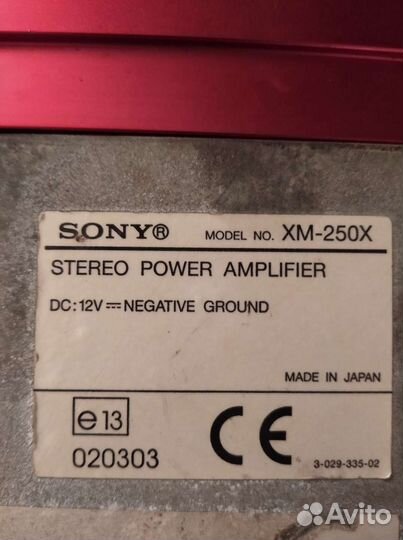 SONY® MODEL NO. XM-250X
STEREO POWER AMPLIFIER
DC:12V⎓NEGATIVE GROUND
MADE IN JAPAN
e13
020303
CE
3-029-335-02
Avito